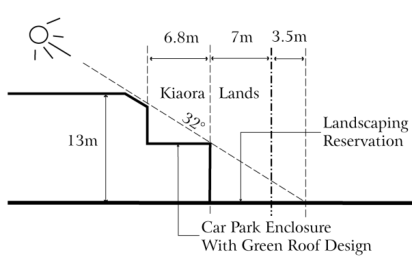 6.8m 7m 3.5m
Kiaora Lands
32°
13m
Landscaping
Reservation
Car Park Enclosure
With Green Roof Design